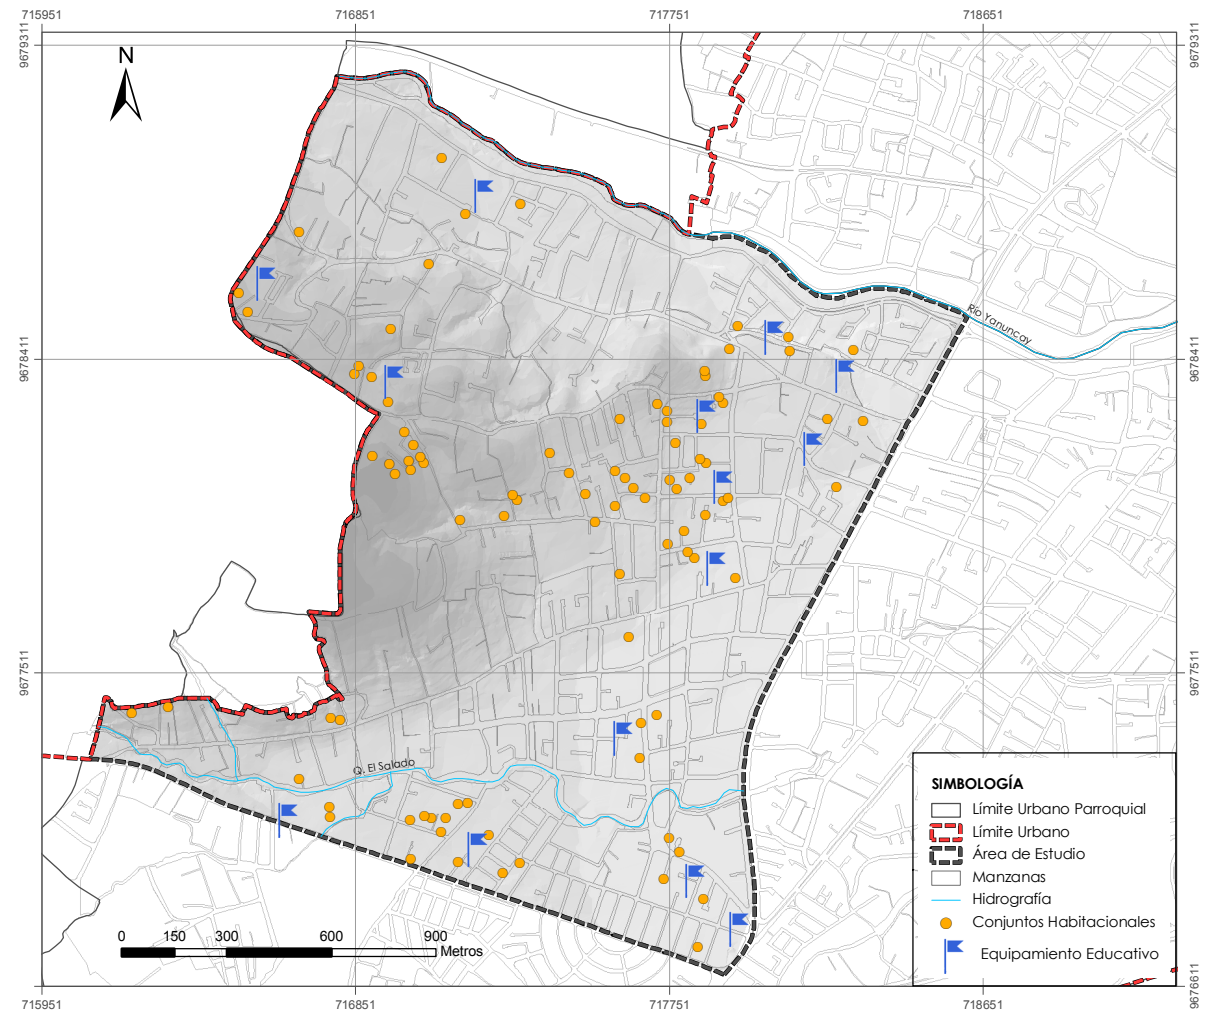 715951 716851 717751 718651
9679311 9679311
N
Río Yanuncay
9678411 9678411
9677511 9677511
Q. El Salado
SIMBOLOGÍA
Límite Urbano Parroquial
Límite Urbano
Área de Estudio
Manzanas
Hidrografía
Conjuntos Habitacionales
Equipamiento Educativo
0 150 300 600 900
Metros
9676611 9676611
715951 716851 717751 718651